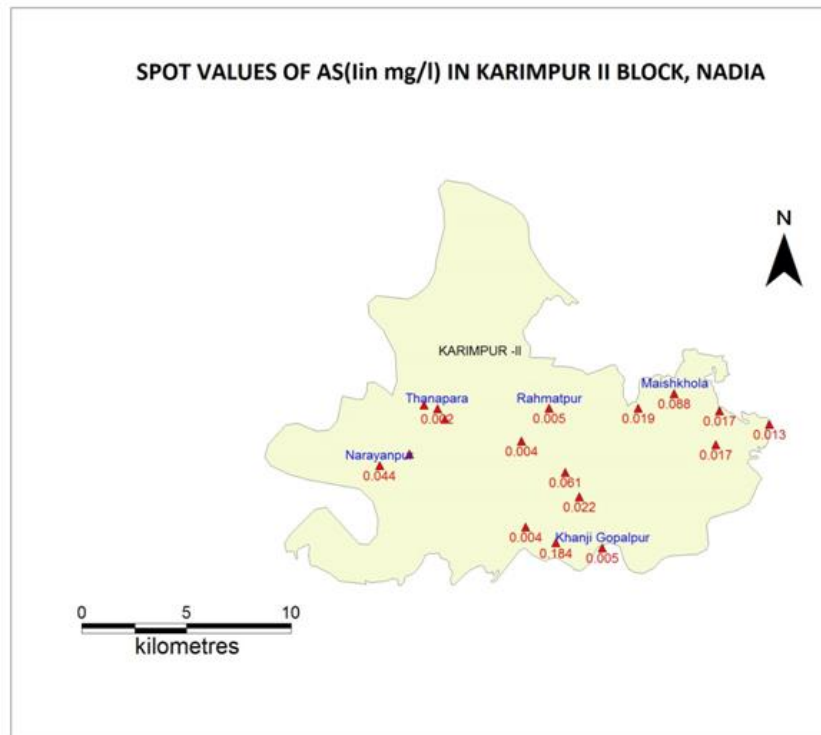 SPOT VALUES OF AS(Iin mg/l) IN KARIMPUR II BLOCK, NADIA
N
KARIMPUR -II
Maishkhola
0.088
Thanapara
0.002
Rahmatpur
0.005
0.019
0.017
0.013
0.004
0.017
Narayanpur
0.044
0.061
0.022
0.004
Khanji Gopalpur
0.184
0.005
0 5 10
kilometres